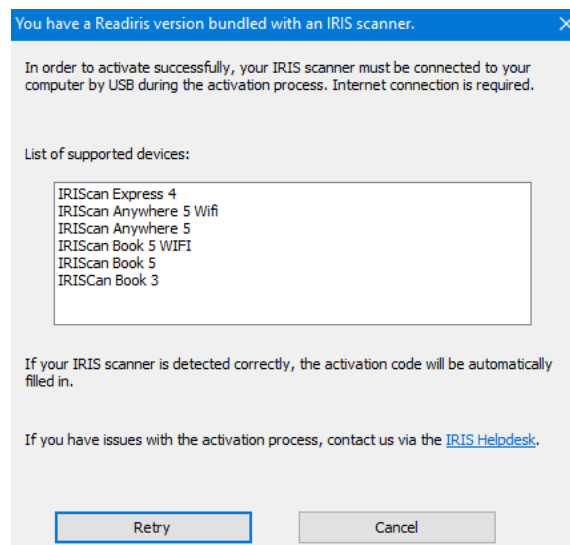 You have a Readiris version bundled with an IRIS scanner.
In order to activate successfully, your IRIS scanner must be connected to your
computer by USB during the activation process. Internet connection is required.
List of supported devices:
IRIScan Express 4
IRIScan Anywhere 5 Wifi
IRIScan Anywhere 5
IRIScan Book 5 WIFI
IRIScan Book 5
IRISCan Book 3
If your IRIS scanner is detected correctly, the activation code will be automatically
filled in.
If you have issues with the activation process, contact us via the IRIS Helpdesk.
Retry Cancel